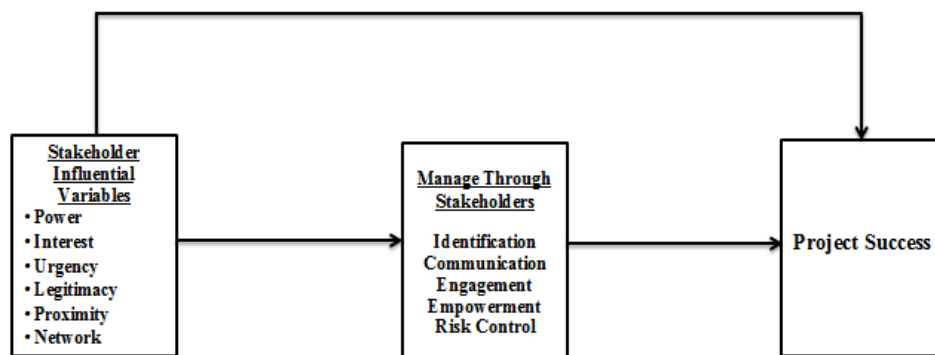 Stakeholder
Influential
Variables
• Power
• Interest
• Urgency
• Legitimacy
• Proximity
• Network
Manage Through
Stakeholders
Identification
Communication
Engagement
Empowerment
Risk Control
Project Success